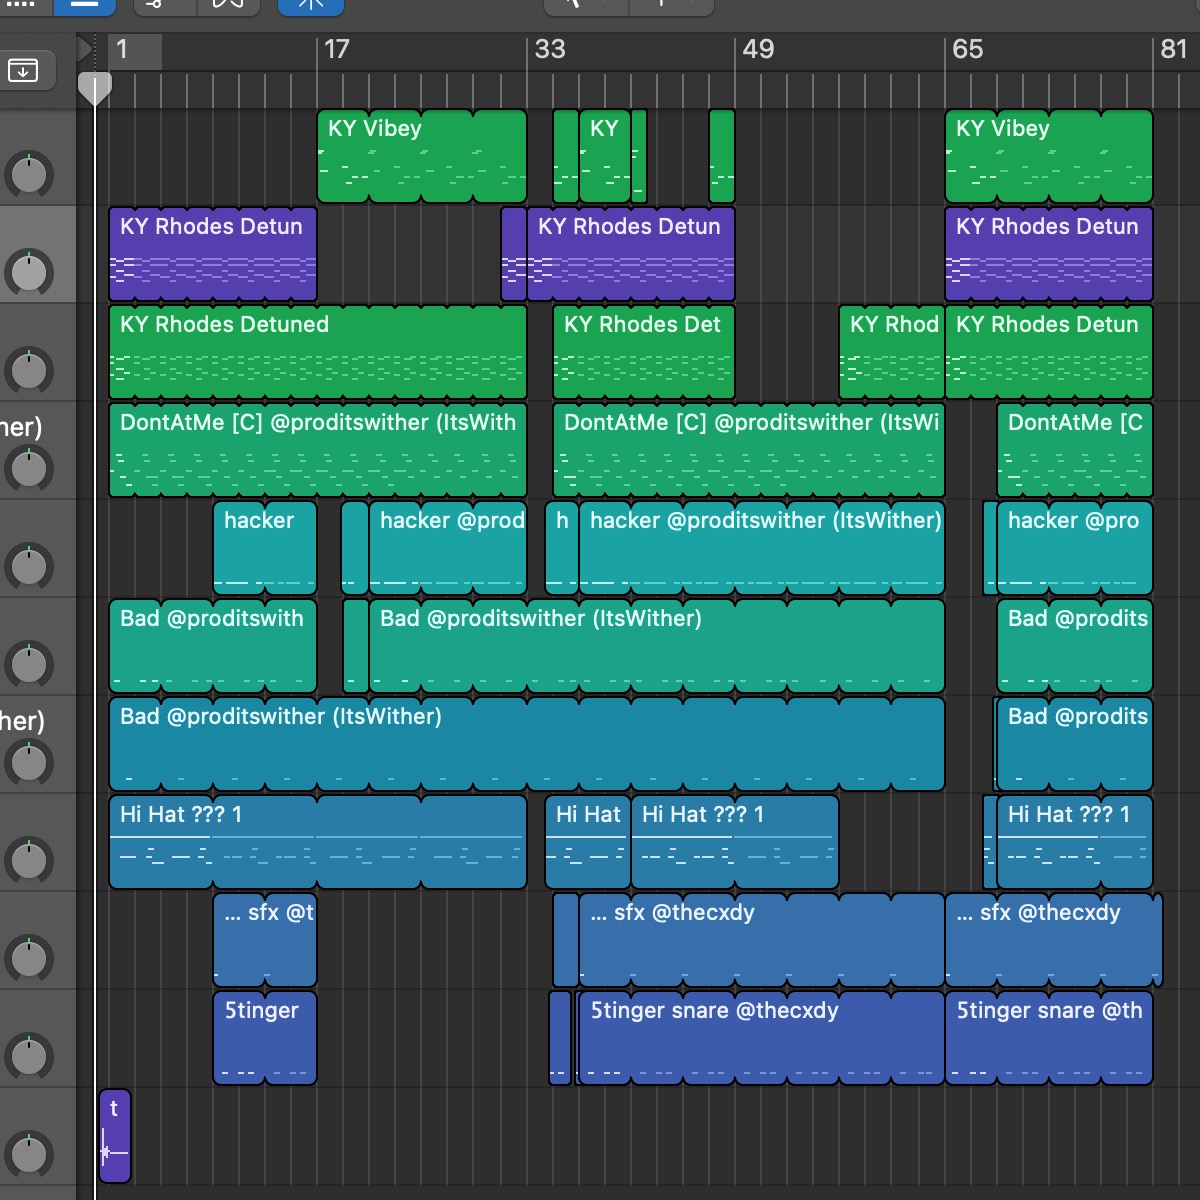 1 17 33 49 65 81
KY Vibey KY KY Vibey
KY Rhodes Detun KY Rhodes Detun KY Rhodes Detun
KY Rhodes Detuned KY Rhodes Det KY Rhod KY Rhodes Detun
ner) DontAtMe [C] @proditswither (ItsWith DontAtMe [C] @proditswither (ItsWi DontAtMe [C
hacker hacker @prod h hacker @proditswither (ItsWither) hacker @pro
Bad @proditswith Bad @proditswither (ItsWither) Bad @prodits
her) Bad @proditswither (ItsWither) Bad @prodits
Hi Hat ??? 1 Hi Hat Hi Hat ??? 1 Hi Hat ??? 1
... sfx @t ... sfx @thecxdy ... sfx @thecxdy
5tinger 5tinger snare @thecxdy 5tinger snare @th
t